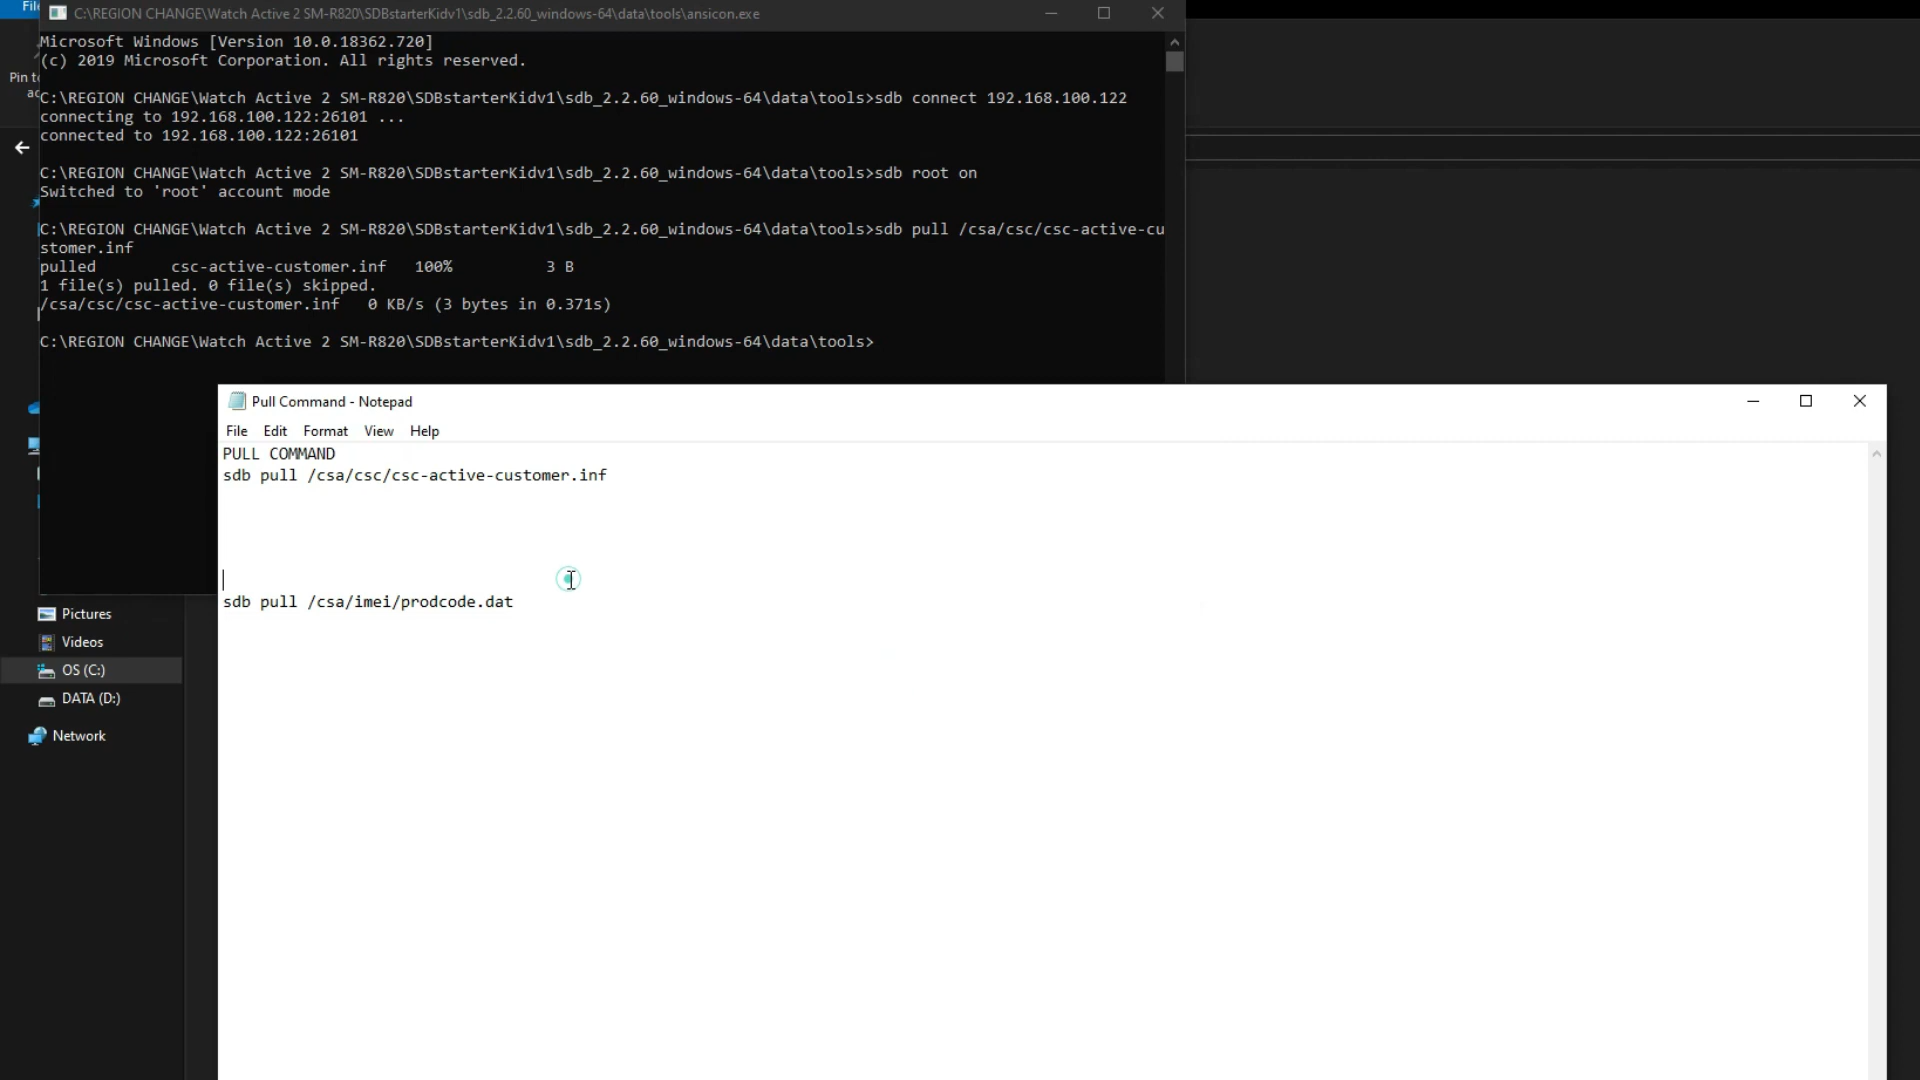 File
C:\REGION CHANGE\Watch Active 2 SM-R820\SDBstarterKidv1\sdb_2.2.60_windows-64\data\tools\ansicon.exe
Microsoft Windows [Version 10.0.18362.720]
(c) 2019 Microsoft Corporation. All rights reserved.
Pin to
C:\REGION CHANGE\Watch Active 2 SM-R820\SDBstarterKidv1\sdb_2.2.60_windows-64\data\tools>sdb connect 192.168.100.122
connecting to 192.168.100.122:26101 ...
connected to 192.168.100.122:26101
C:\REGION CHANGE\Watch Active 2 SM-R820\SDBstarterKidv1\sdb_2.2.60_windows-64\data\tools>sdb root on
Switched to 'root' account mode
C:\REGION CHANGE\Watch Active 2 SM-R820\SDBstarterKidv1\sdb_2.2.60_windows-64\data\tools>sdb pull /csa/csc/csc-active-cu
stomer.inf
pulled csc-active-customer.inf 100% 3 B
1 file(s) pulled. 0 file(s) skipped.
/csa/csc/csc-active-customer.inf 0 KB/s (3 bytes in 0.371s)
C:\REGION CHANGE\Watch Active 2 SM-R820\SDBstarterKidv1\sdb_2.2.60_windows-64\data\tools>
Pull Command - Notepad
File Edit Format View Help
PULL COMMAND
sdb pull /csa/csc/csc-active-customer.inf
sdb pull /csa/imei/prodcode.dat
Pictures
Videos
OS (C:)
DATA (D:)
Network